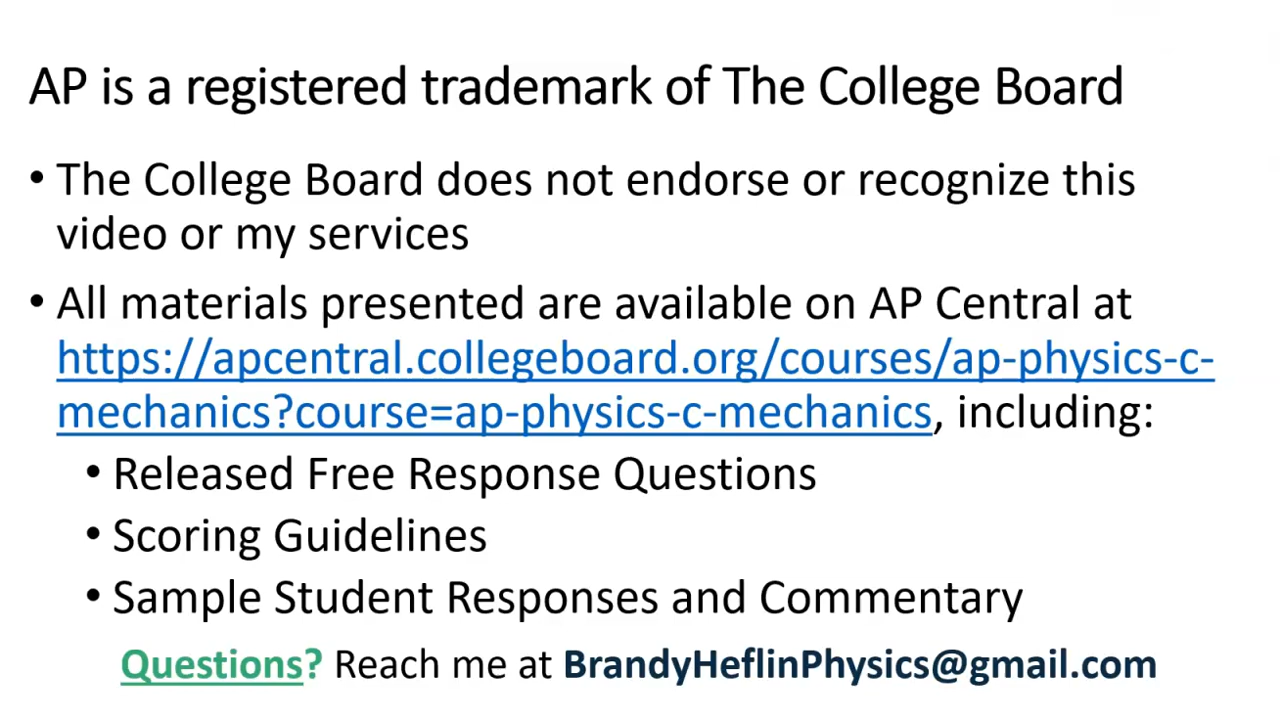 AP is a registered trademark of The College Board
• The College Board does not endorse or recognize this
video or my services
• All materials presented are available on AP Central at
https://apcentral.collegeboard.org/courses/ap-physics-c-
mechanics?course=ap-physics-c-mechanics, including:
• Released Free Response Questions
• Scoring Guidelines
• Sample Student Responses and Commentary
Questions? Reach me at BrandyHeflinPhysics@gmail.com